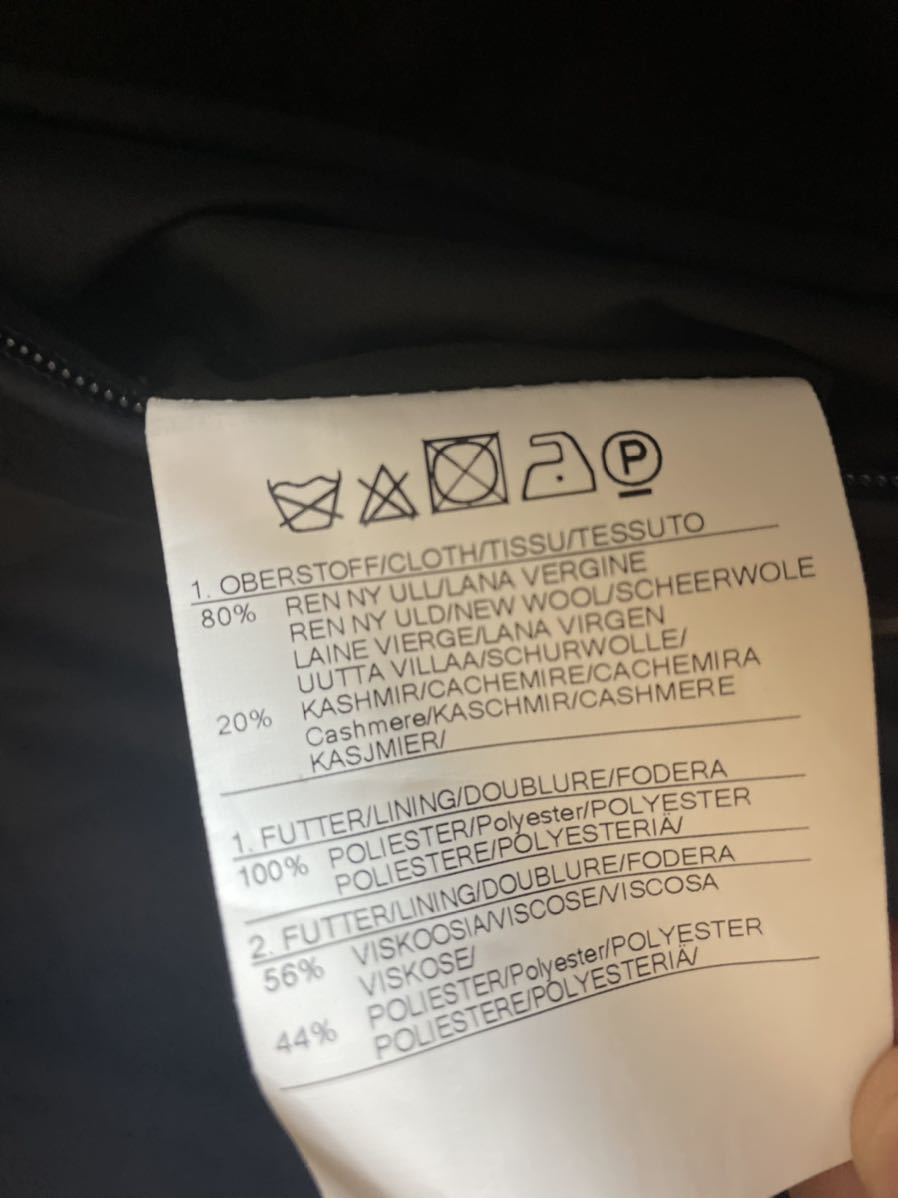 P
1. OBERSTOFF/CLOTH/TISSU/TESSUTO
80% REN NY ULL/LANA VERGINE
REN NY ULD/NEW WOOL/SCHEERWOLE
LAINE VIERGE/LANA VIRGEN
UUTTA VILLAA/SCHURWOLLE/
20% KASHMIR/CACHEMIRE/CACHEMIRA
Cashmere/KASCHMIR/CASHMERE
KASJMIER/
1. FUTTER/LINING/DOUBLURE/FODERA
100% POLIESTER/Polyester/POLYESTER
POLIESTERE/POLYESTERIÄ/
2. FUTTER/LINING/DOUBLURE/FODERA
56% VISKOOSIA/VISCOSE/VISCOSA
VISKOSE/
44% POLIESTER/Polyester/POLYESTER
POLIESTERE/POLYESTERIÄ/